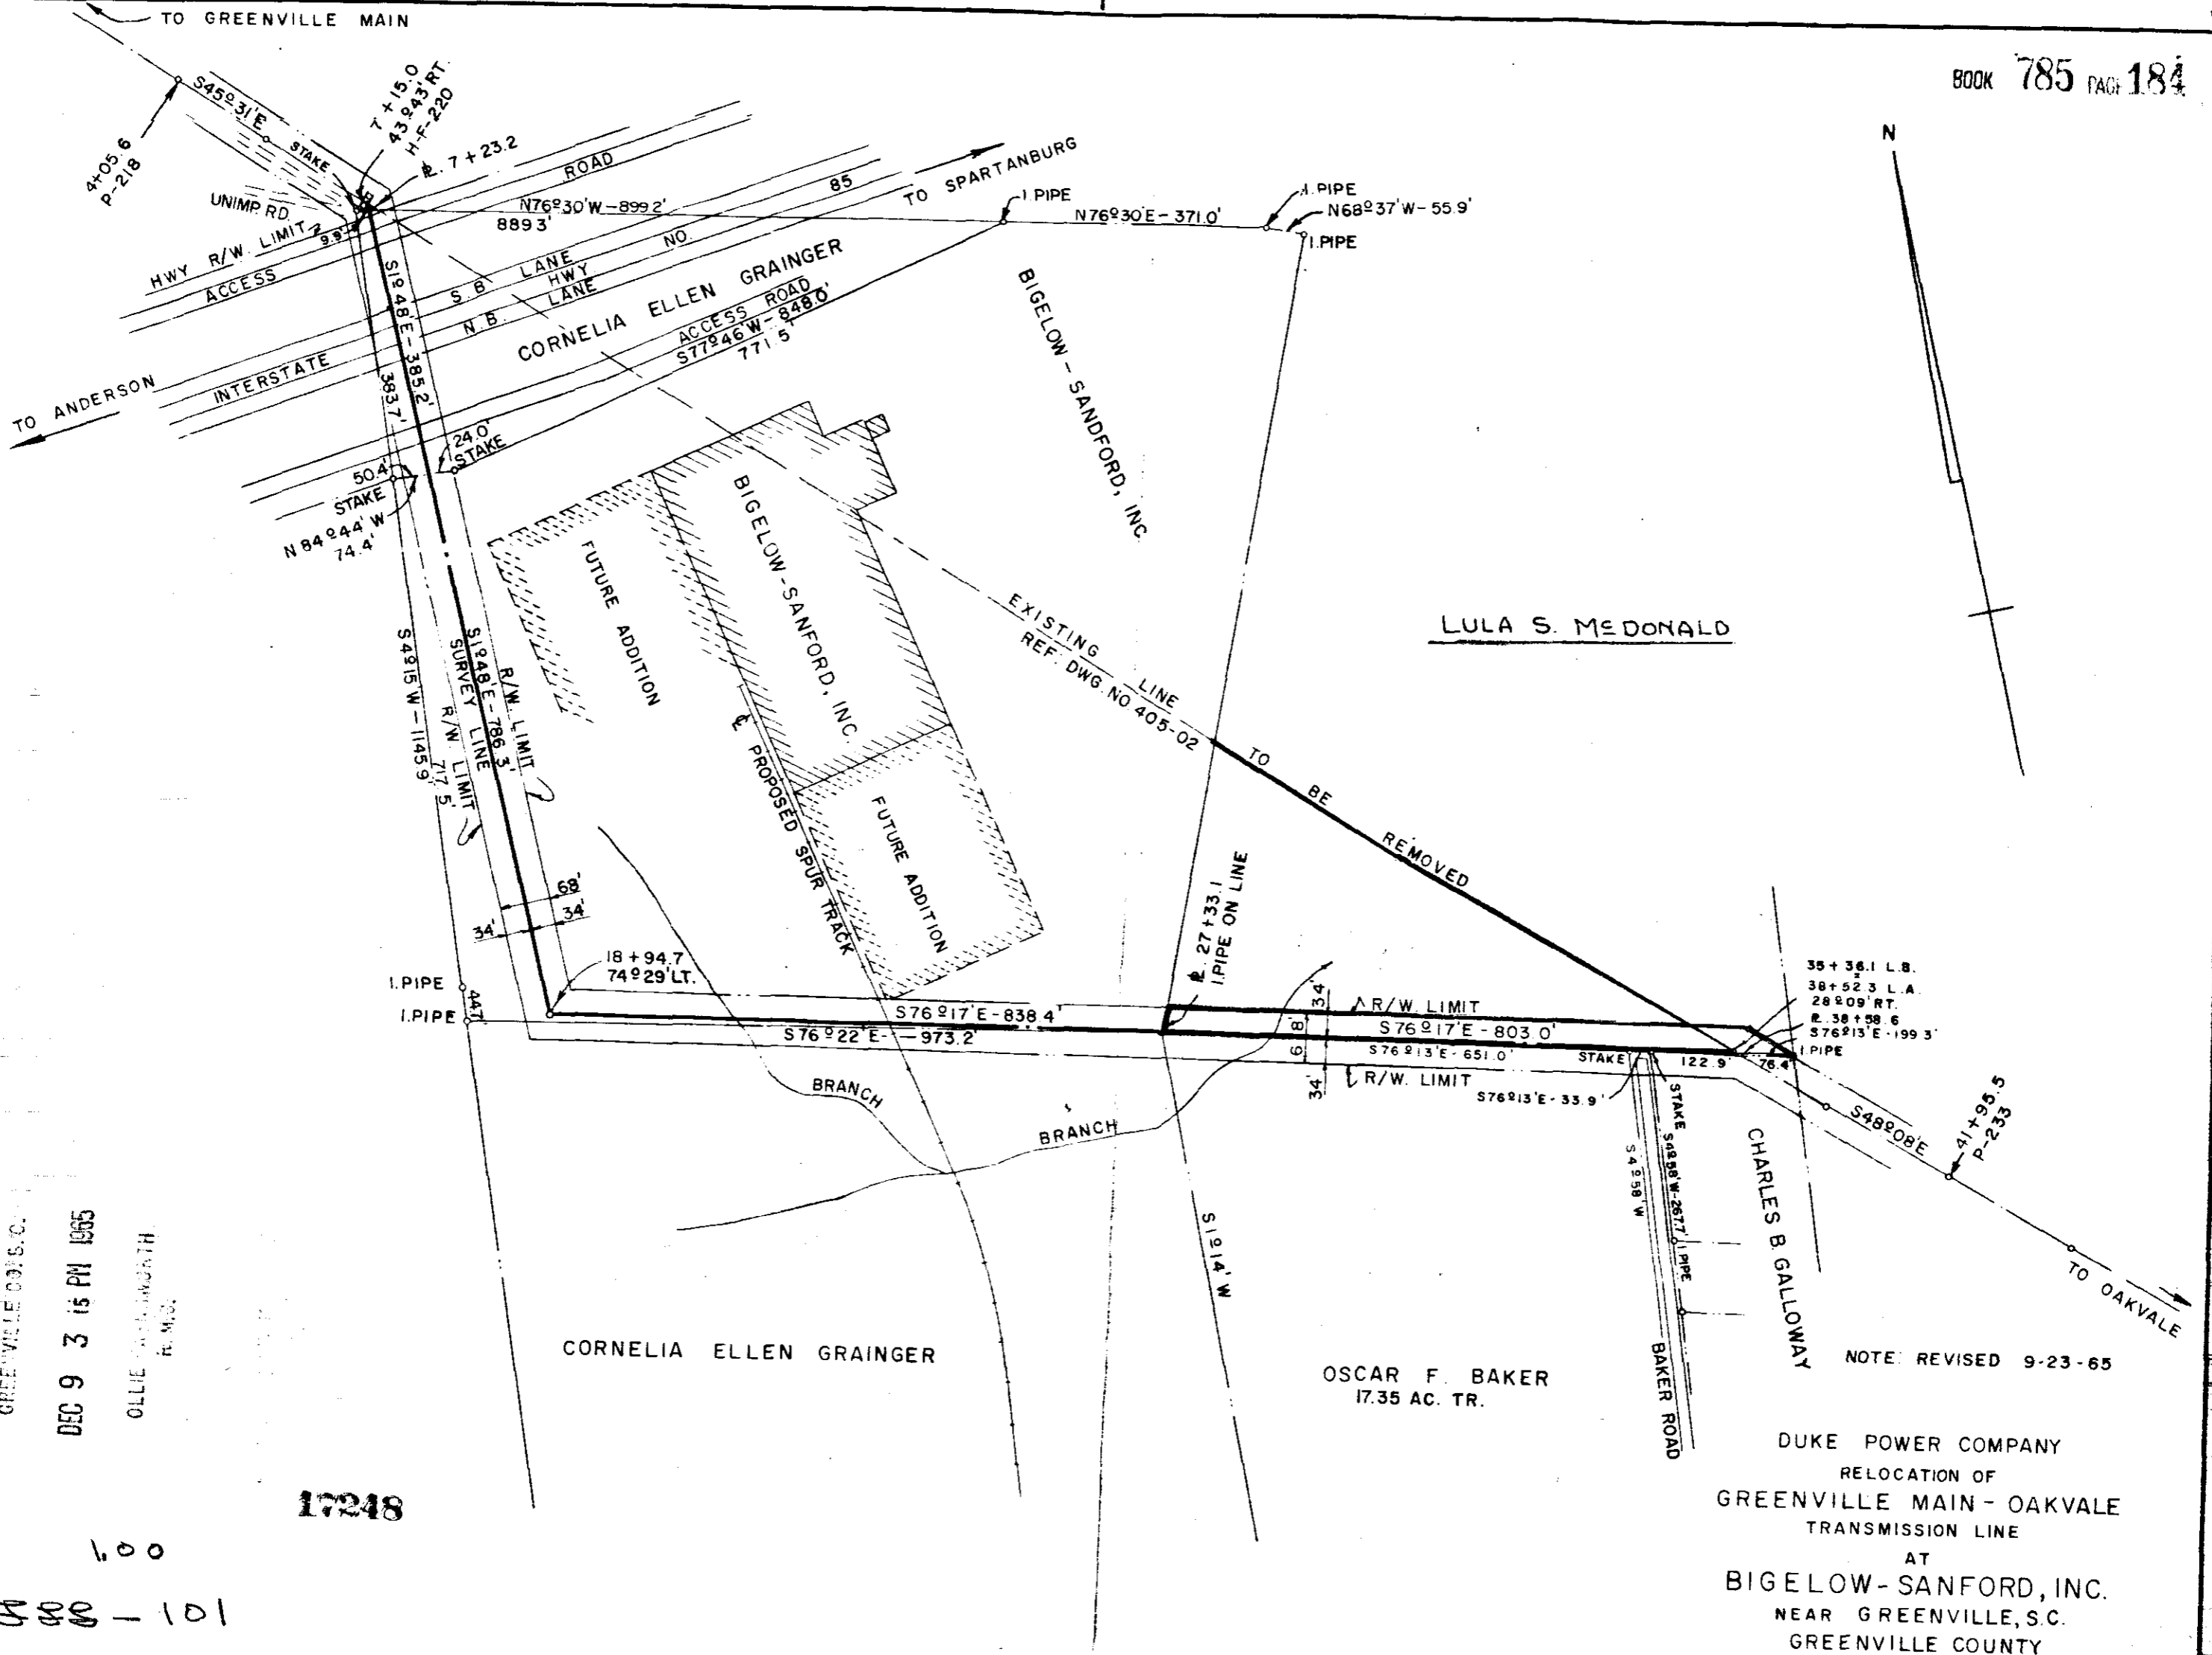 TO GREENVILLE MAIN
BOOK 785 PAGE 184
N
S45º31'E
STAKE
4+05.6
P-218
7+15.0
43º43'RT.
H-F-220
℄. 7+23.2
UNIMP. RD.
HWY R/W. LIMIT
9.9'
ACCESS ROAD
N76º30'W-899.2'
889.3'
I.PIPE
N76º30'E-371.0'
I.PIPE
N68º37'W-55.9'
I.PIPE
TO SPARTANBURG
TO ANDERSON
S.B. LANE
INTERSTATE HWY NO. 85
N.B. LANE
CORNELIA ELLEN GRAINGER
ACCESS ROAD
S77º46'W-848.0'
771.5'
S1º48'E-385.2'
383.7'
24.0'
STAKE
50.4'
STAKE
N84º44'W
74.4'
BIGELOW-SANDFORD, INC
BIGELOW-SANFORD, INC.
FUTURE ADDITION
FUTURE ADDITION
℄ PROPOSED SPUR TRACK
EXISTING LINE TO BE REMOVED
REF. DWG. NO 405-02
LULA S. McDONALD
S4º15'W-1145.9'
717.5'
R/W LIMIT
SURVEY LINE
S1º48'E-786.3'
R/W LIMIT
68'
34'
34'
18+94.7
74º29'LT.
I.PIPE
44.7
I.PIPE
S76º17'E-838.4'
S76º22'E-973.2'
℄. 27+33.1
I.PIPE ON LINE
34'
68'
34'
R/W. LIMIT
S76º17'E-803.0'
S76º13'E-651.0'
R/W. LIMIT
STAKE
122.9'
76.4'
S76º13'E-33.9'
35+36.1 L.B.
=
38+52.3 L.A.
28º09'RT.
℄.38+58.6
S76º13'E-199.3'
I.PIPE
BRANCH
BRANCH
STAKE
S4º58'W-267.7'
I.PIPE
S4º58'W
BAKER ROAD
CHARLES B. GALLOWAY
S48º08'E
41+95.5
P-233
TO OAKVALE
S1º14'W
CORNELIA ELLEN GRAINGER
OSCAR F. BAKER
17.35 AC. TR.
NOTE: REVISED 9-23-65
DUKE POWER COMPANY
RELOCATION OF
GREENVILLE MAIN-OAKVALE
TRANSMISSION LINE
AT
BIGELOW-SANFORD, INC.
NEAR GREENVILLE, S.C.
GREENVILLE COUNTY
GREENVILLE CO. S.C.
DEC 9 3 15 PM 1965
OLLIE
R.M.C.
17248
1.00
- 101